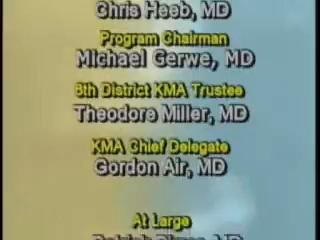 Chris Heeb, MD
Program Chairman
Michael Gerwe, MD
8th District KMA Trustee
Theodore Miller, MD
KMA Chief Delegate
Gordon Air, MD
At Large
MD